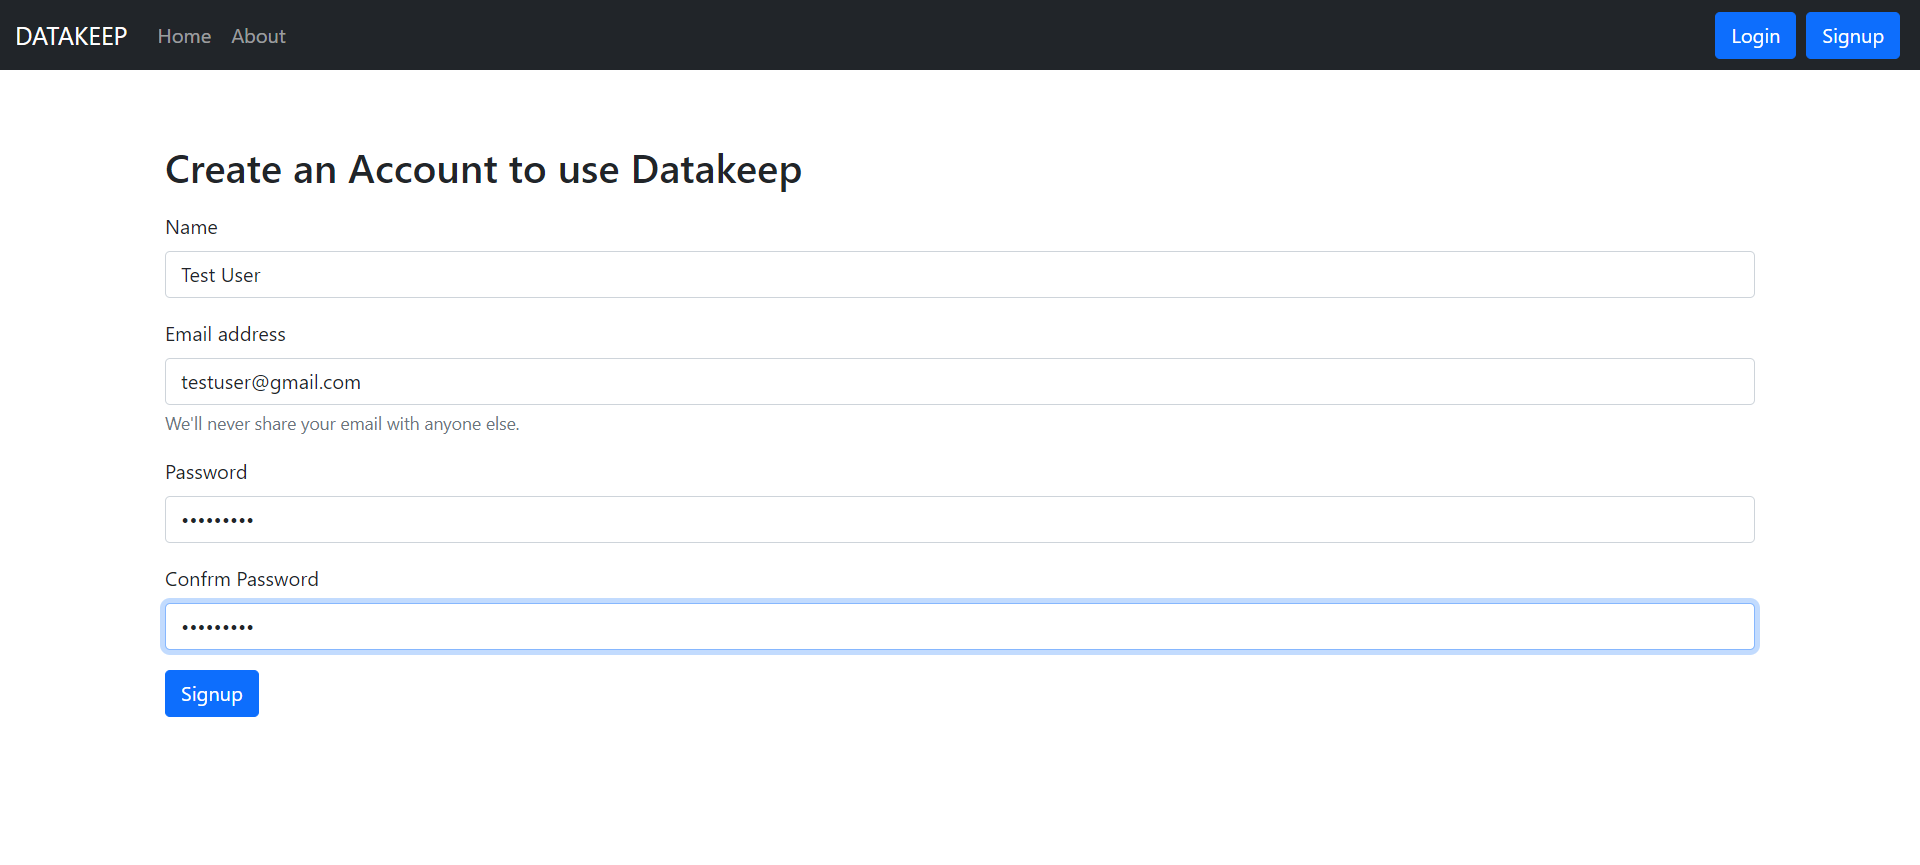 DATAKEEP Home About Login Signup
Create an Account to use Datakeep
Name
Test User
Email address
testuser@gmail.com
We'll never share your email with anyone else.
Password
•••••••••
Confrm Password
•••••••••
Signup